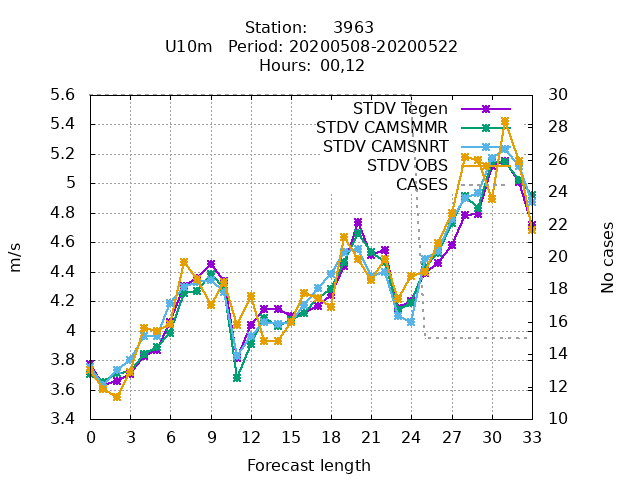 Station: 3963
U10m Period: 20200508-20200522
Hours: 00,12
5.6
5.4
5.2
5
4.8
4.6
4.4
4.2
4
3.8
3.6
3.4
m/s
STDV Tegen
STDV CAMSMMR
STDV CAMSNRT
STDV OBS
CASES
30
28
26
24
22
20
18
16
14
12
10
No cases
0 3 6 9 12 15 18 21 24 27 30 33
Forecast length